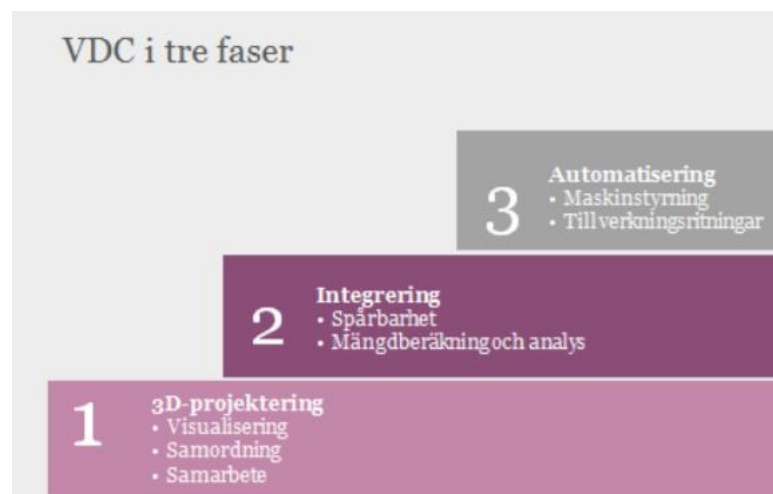 VDC i tre faser
3
Automatisering
• Maskinstyrning
• Tillverkningsritningar
2
Integrering
• Spårbarhet
• Mängdberäkning och analys
1
3D-projektering
• Visualisering
• Samordning
• Samarbete